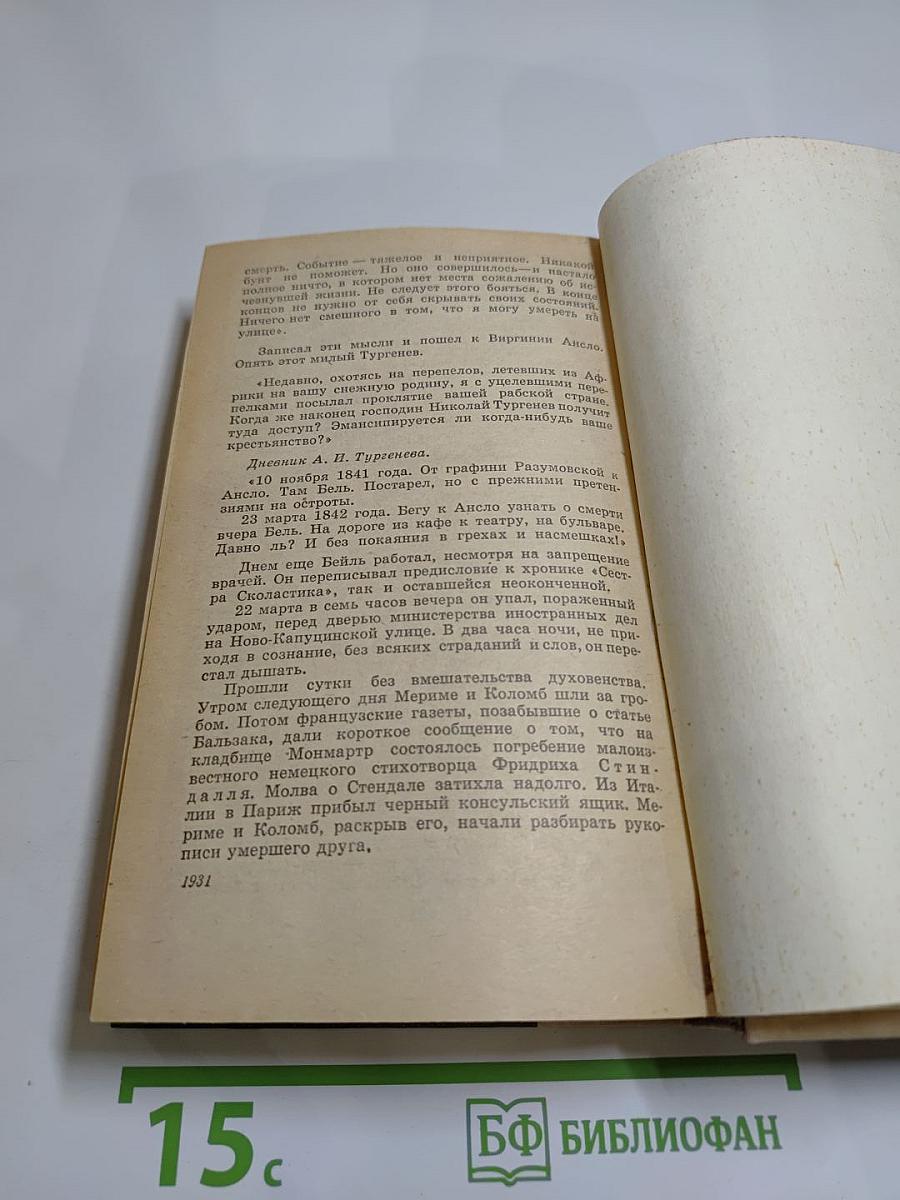 смерть. Событие — тяжелое и неприятное. Никакой
бунт не поможет. Но оно совершилось — и настало
полное ничто, в котором нет места сожалению об ис-
чезнувшей жизни. Не следует этого бояться. В конце
концов не нужно от себя скрывать своих состояний.
Ничего нет смешного в том, что я могу умереть на
улице».
Записал эти мысли и пошел к Виргинии Ансло.
Опять этот милый Тургенев.
«Недавно, охотясь на перепелов, летевших из Аф-
рики на вашу снежную родину, я с уцелевшими пере-
пелками посылал проклятие вашей рабской стране.
Когда же наконец господин Николай Тургенев получит
туда доступ? Эмансипируется ли когда-нибудь ваше
крестьянство?»
Дневник А. И. Тургенева.
«10 ноября 1841 года. От графини Разумовской к
Ансло. Там Бель. Постарел, но с прежними претен-
зиями на остроты.
23 марта 1842 года. Бегу к Ансло узнать о смерти
вчера Бель. На дороге из кафе к театру, на бульваре.
Давно ль? И без покаяния в грехах и насмешках!»
Днем еще Бейль работал, несмотря на запрещение
врачей. Он переписывал предисловие к хронике «Сест-
ра Сколастика», так и оставшейся неоконченной.
22 марта в семь часов вечера он упал, пораженный
ударом, перед дверью министерства иностранных дел
на Ново-Капуцинской улице. В два часа ночи, не при-
ходя в сознание, без всяких страданий и слов, он пере-
стал дышать.
Прошли сутки без вмешательства духовенства.
Утром следующего дня Мериме и Коломб шли за гро-
бом. Потом французские газеты, позабывшие о статье
Бальзака, дали короткое сообщение о том, что на
кладбище Монмартр состоялось погребение малоиз-
вестного немецкого стихотворца Фридриха Стин-
далля. Молва о Стендале затихла надолго. Из Ита-
лии в Париж прибыл черный консульский ящик. Ме-
риме и Коломб, раскрыв его, начали разбирать руко-
писи умершего друга.
1931
15 с
БФ БИБЛИОФАН